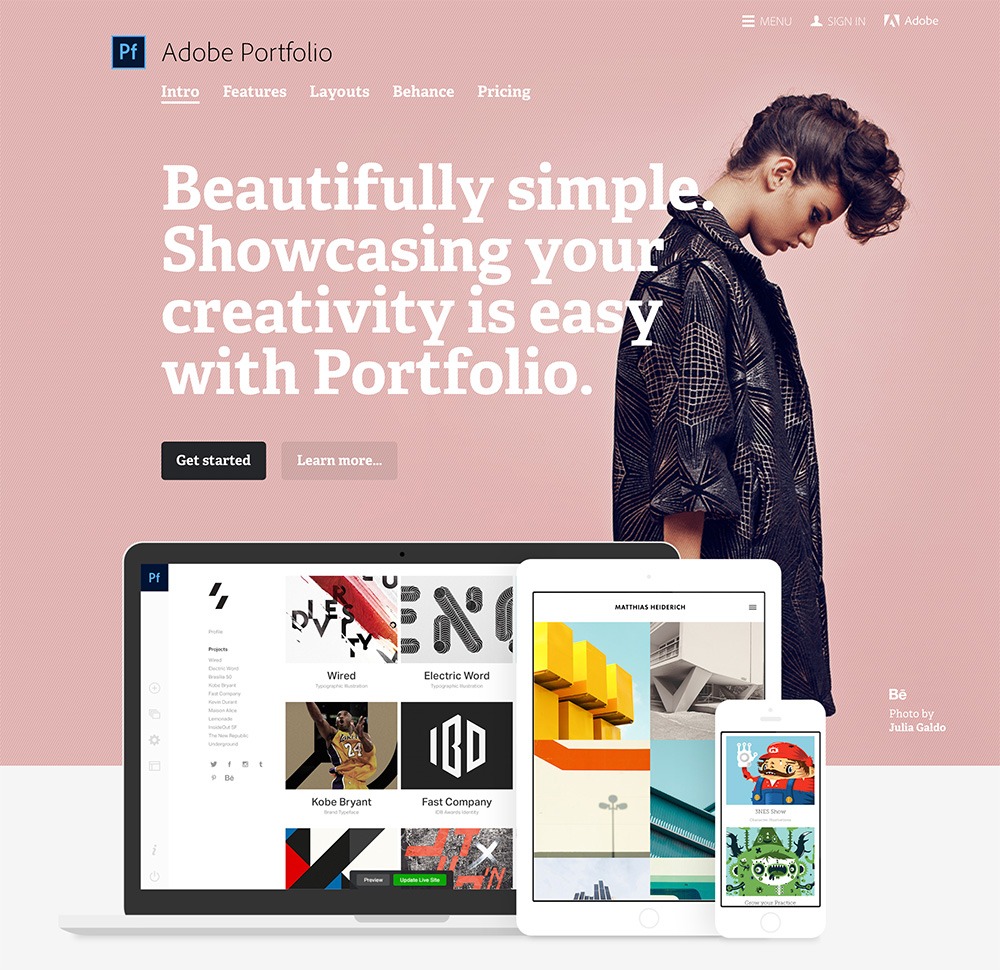 MENU SIGN IN Adobe
Pf Adobe Portfolio
Intro Features Layouts Behance Pricing
Beautifully simple.
Showcasing your
creativity is easy
with Portfolio.
Get started Learn more...
Pf
Profile
Projects
Wired
Electric Word
Brasilia 50
Kobe Bryant
Fast Company
Kevin Durant
Maison Alica
Lemonade
InsideOut SF
The New Republic
Underground
Bē
Wired
Typographic Illustration
Electric Word
Typographic Illustration
24
IBD
Kobe Bryant
Brand Typeface
Fast Company
IDB Awards Identity
Preview Update Live Site
MATTHIAS HEIDERICH
SNES Show
Character Illustrations
Grow your Practice
Bē
Photo by
Julia Galdo